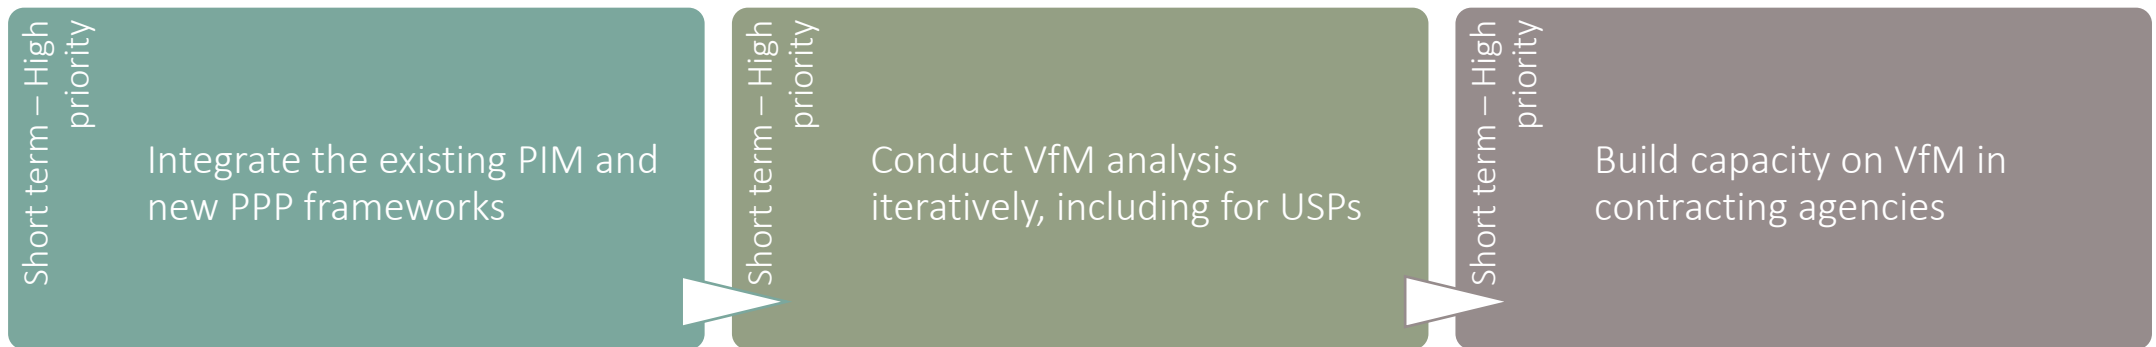 Short term – High
priority
Integrate the existing PIM and
new PPP frameworks
Short term – High
priority
Conduct VfM analysis
iteratively, including for USPs
Short term – High
priority
Build capacity on VfM in
contracting agencies